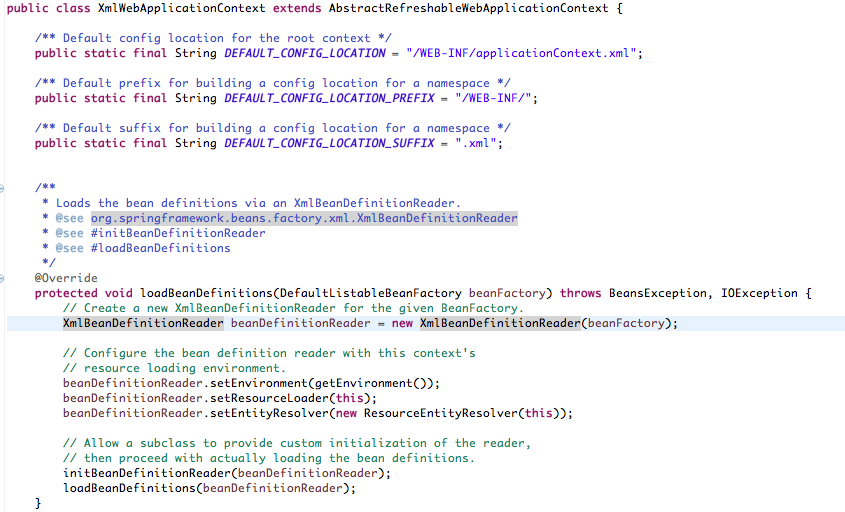 public class XmlWebApplicationContext extends AbstractRefreshableWebApplicationContext {
/** Default config location for the root context */
public static final String DEFAULT_CONFIG_LOCATION = "/WEB-INF/applicationContext.xml";
/** Default prefix for building a config location for a namespace */
public static final String DEFAULT_CONFIG_LOCATION_PREFIX = "/WEB-INF/";
/** Default suffix for building a config location for a namespace */
public static final String DEFAULT_CONFIG_LOCATION_SUFFIX = ".xml";
/**
* Loads the bean definitions via an XmlBeanDefinitionReader.
* @see org.springframework.beans.factory.xml.XmlBeanDefinitionReader
* @see #initBeanDefinitionReader
* @see #loadBeanDefinitions
*/
@Override
protected void loadBeanDefinitions(DefaultListableBeanFactory beanFactory) throws BeansException, IOException {
// Create a new XmlBeanDefinitionReader for the given BeanFactory.
XmlBeanDefinitionReader beanDefinitionReader = new XmlBeanDefinitionReader(beanFactory);
// Configure the bean definition reader with this context's
// resource loading environment.
beanDefinitionReader.setEnvironment(getEnvironment());
beanDefinitionReader.setResourceLoader(this);
beanDefinitionReader.setEntityResolver(new ResourceEntityResolver(this));
// Allow a subclass to provide custom initialization of the reader,
// then proceed with actually loading the bean definitions.
initBeanDefinitionReader(beanDefinitionReader);
loadBeanDefinitions(beanDefinitionReader);
}